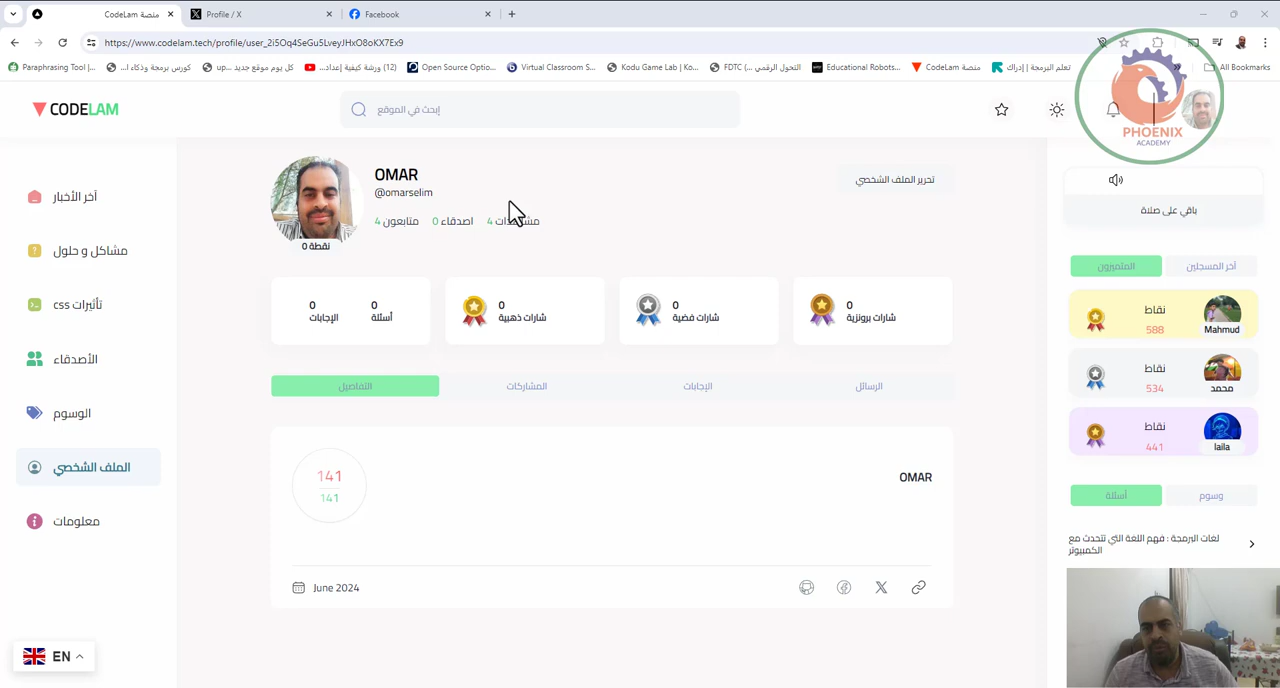 منصة CodeLam
Profile / X
Facebook
https://www.codelam.tech/profile/user_2i5Oq4SeGu5LveyJHxO8oKX7Ex9
Paraphrasing Tool |...
كورس برمجة وذكاء ا...
كل يوم موقع جديد ...up
(12) ورشة كيفية إعداد...
Optio...
Virtual Classroom S...
Kodu Game Lab | Ko...
التحول الرقمي ...FDTC (
Educational Robots...
منصة CodeLam
تعلم البرمجة | إدراك
All Bookmarks
CODELAM
إبحث في الموقع
PHOENIX
ACADEMY
آخر الأخبار
مشاكل و حلول
تأثيرات css
الأصدقاء
الوسوم
الملف الشخصي
معلومات
EN
OMAR
@omarselim
متابعون 4
اصدقاء 0
4
نقطة 0
تحرير الملف الشخصي
0
الإجابات
0
أسئلة
0
شارات ذهبية
0
شارات فضية
0
شارات برونزية
التفاصيل
المشاركات
الإجابات
الرسائل
141
141
OMAR
June 2024
باقي على صلاة
المتميزون
آخر المسجلين
نقاط
588
Mahmud
نقاط
534
محمد
نقاط
441
laila
أسئلة
وسوم
لغات البرمجة : فهم اللغة التي تتحدث مع
الكمبيوتر